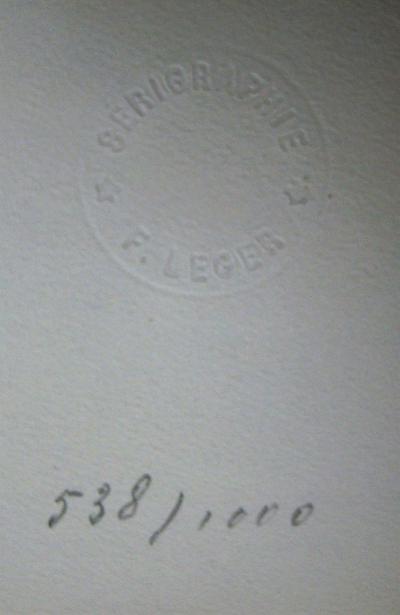 SERIGRAPHIE
F. LEGER
538/1000